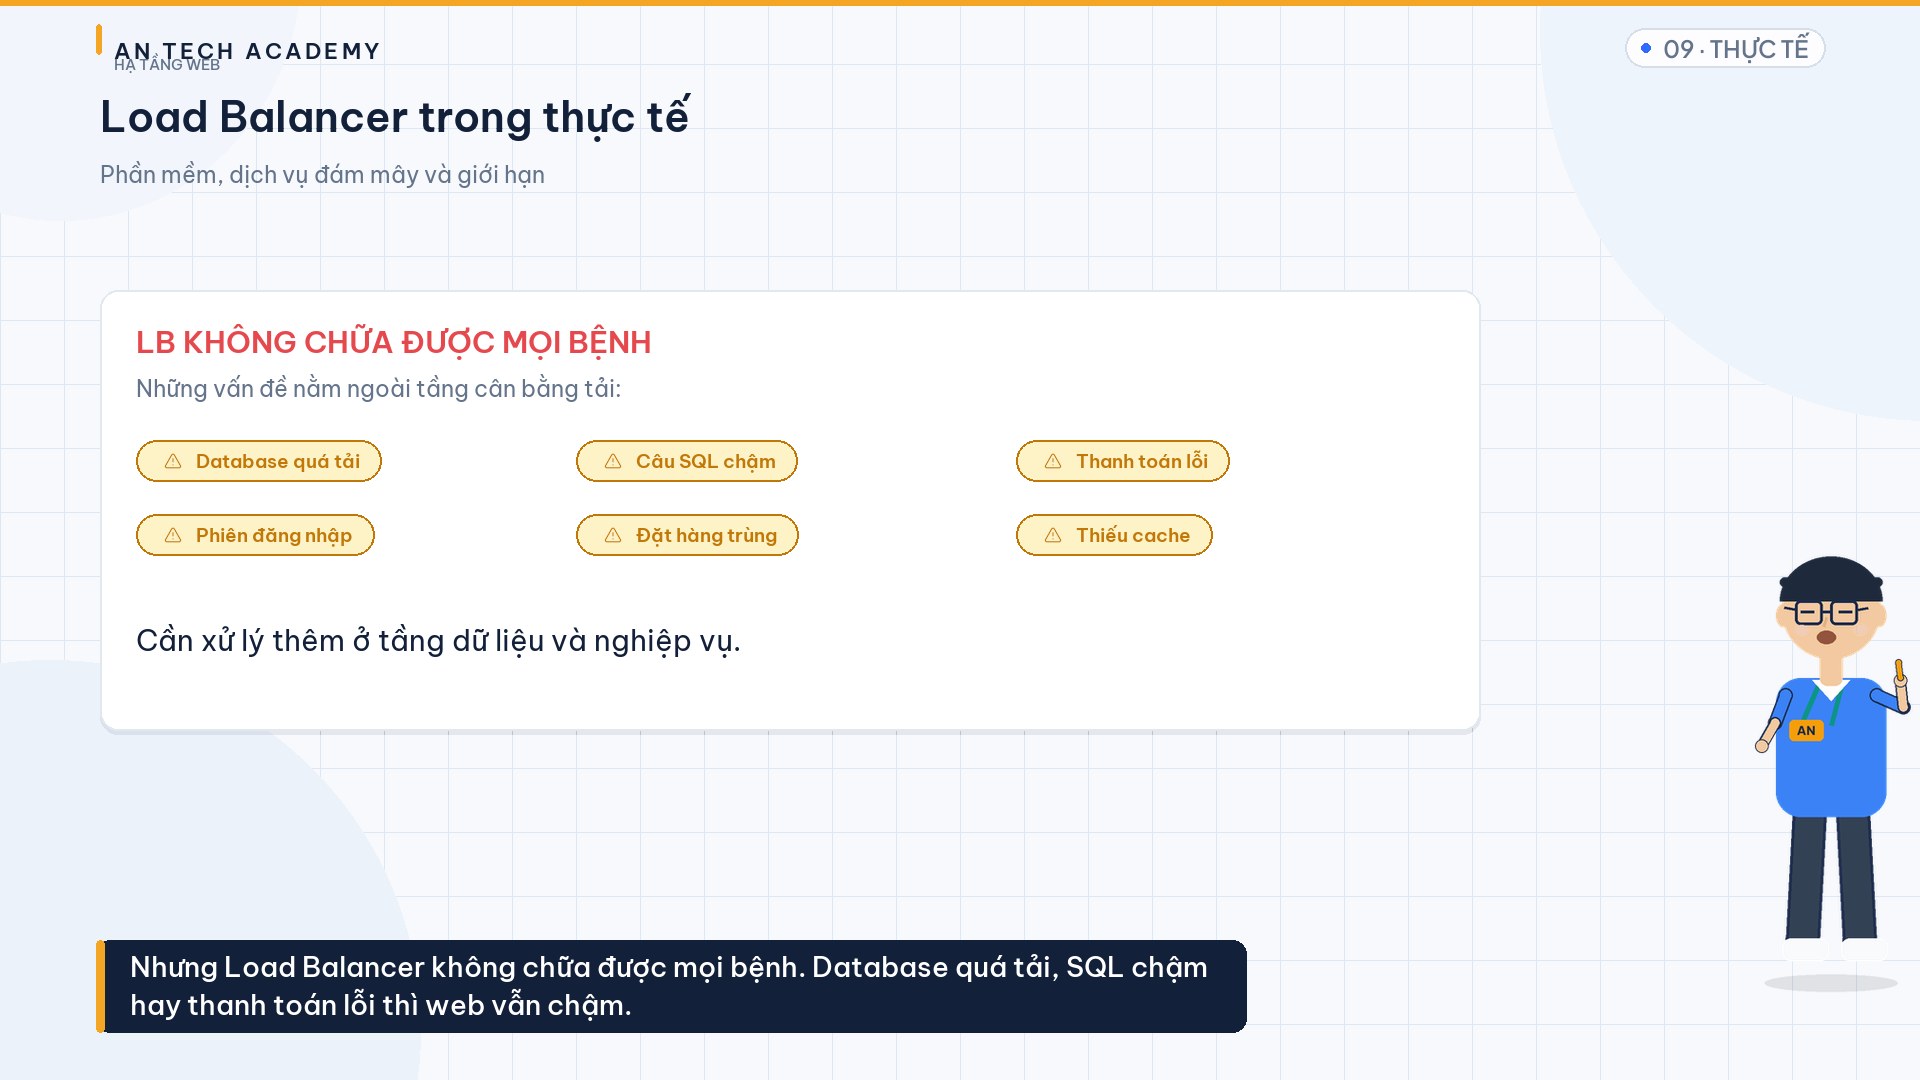 AN TECH ACADEMY
HẠ TẦNG WEB
09 · THỰC TẾ
Load Balancer trong thực tế
Phần mềm, dịch vụ đám mây và giới hạn
LB KHÔNG CHỮA ĐƯỢC MỌI BỆNH
Những vấn đề nằm ngoài tầng cân bằng tải:
Database quá tải
Câu SQL chậm
Thanh toán lỗi
Phiên đăng nhập
Đặt hàng trùng
Thiếu cache
Cần xử lý thêm ở tầng dữ liệu và nghiệp vụ.
AN
Nhưng Load Balancer không chữa được mọi bệnh. Database quá tải, SQL chậm
hay thanh toán lỗi thì web vẫn chậm.